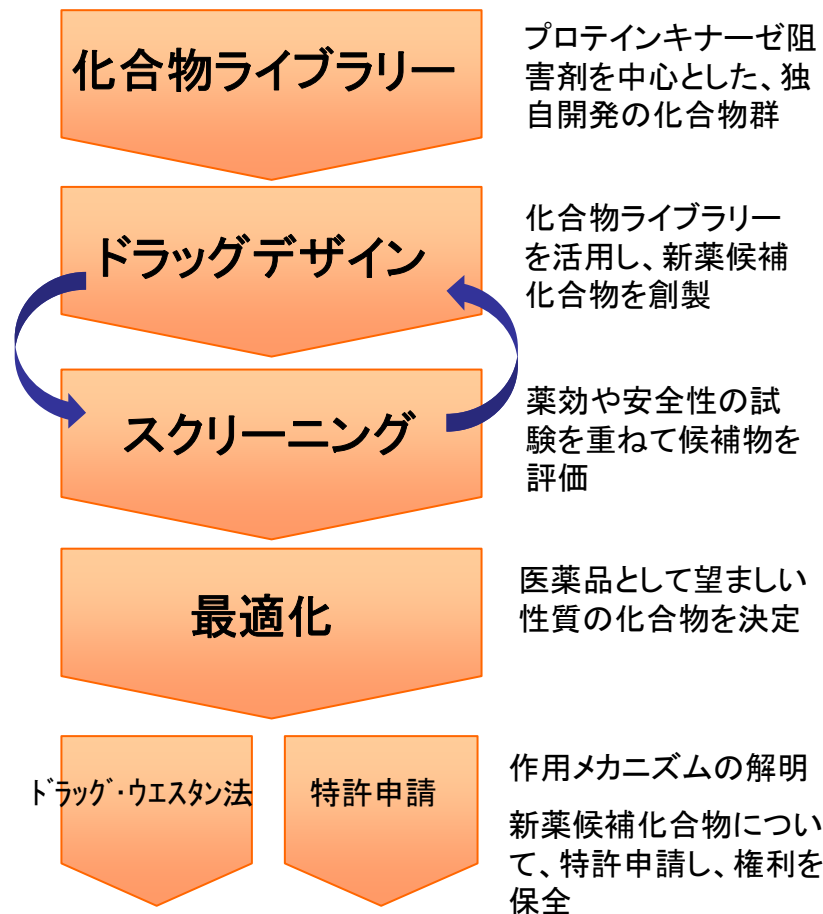 化合物ライブラリー
プロテインキナーゼ阻
害剤を中心とした、独
自開発の化合物群
ドラッグデザイン
化合物ライブラリー
を活用し、新薬候補
化合物を創製
スクリーニング
薬効や安全性の試
験を重ねて候補物を
評価
最適化
医薬品として望ましい
性質の化合物を決定
ﾄﾞﾗｯｸﾞ・ウエスタン法
特許申請
作用メカニズムの解明
新薬候補化合物につい
て、特許申請し、権利を
保全